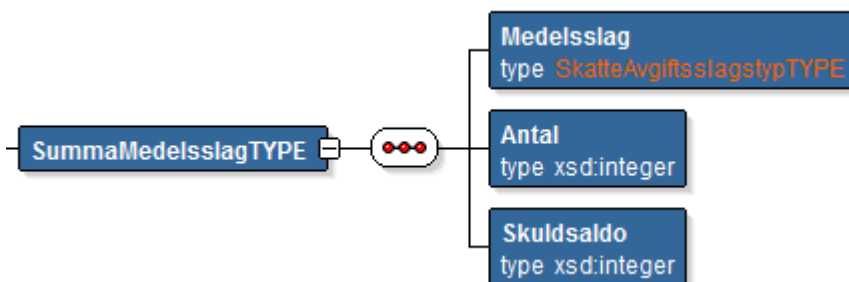 Medelsslag
type SkatteAvgiftsslagstypTYPE
SummaMedelsslagTYPE
Antal
type xsd:integer
Skuldsaldo
type xsd:integer